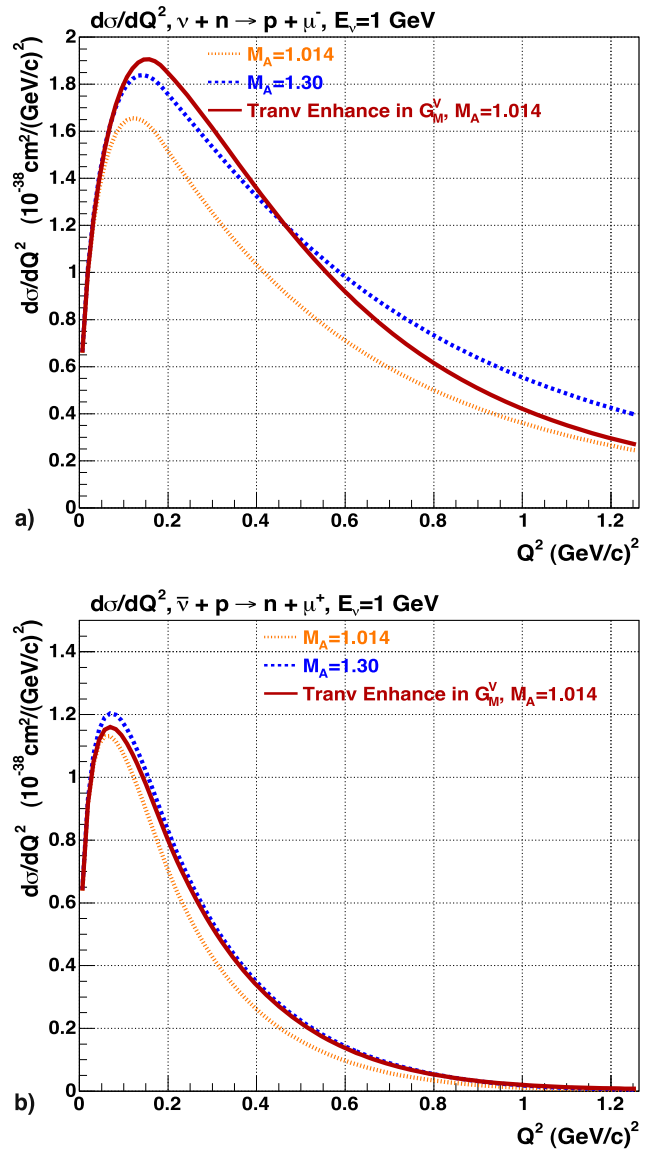 dσ/dQ², ν + n → p + μ⁻, E_ν=1 GeV
M_A=1.014
M_A=1.30
Tranv Enhance in G_M^V, M_A=1.014
dσ/dQ² (10⁻³⁸cm²/(GeV/c)²)
2
1.8
1.6
1.4
1.2
1
0.8
0.6
0.4
0.2
0
0 0.2 0.4 0.6 0.8 1 1.2
a)
Q² (GeV/c)²
dσ/dQ², ν̅ + p → n + μ⁺, E_ν=1 GeV
M_A=1.014
M_A=1.30
Tranv Enhance in G_M^V, M_A=1.014
dσ/dQ² (10⁻³⁸cm²/(GeV/c)²)
1.4
1.2
1
0.8
0.6
0.4
0.2
0
0 0.2 0.4 0.6 0.8 1 1.2
b)
Q² (GeV/c)²